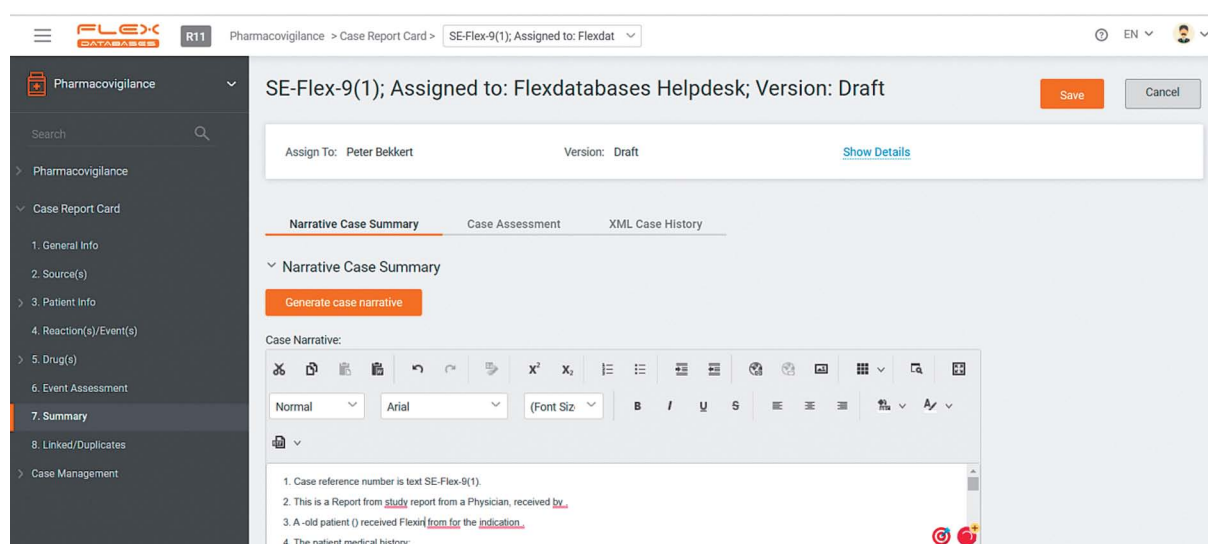 FLEX
DATABASES
R11
Pharmacovigilance > Case Report Card > SE-Flex-9(1); Assigned to: Flexdat
EN
Pharmacovigilance
Search
Pharmacovigilance
Case Report Card
1. General Info
2. Source(s)
3. Patient Info
4. Reaction(s)/Event(s)
5. Drug(s)
6. Event Assessment
7. Summary
8. Linked/Duplicates
Case Management
SE-Flex-9(1); Assigned to: Flexdatabases Helpdesk; Version: Draft
Save
Cancel
Assign To: Peter Bekkert
Version: Draft
Show Details
Narrative Case Summary
Case Assessment
XML Case History
Narrative Case Summary
Generate case narrative
Case Narrative:
X² X₂
Normal
Arial
(Font Siz
B I U S
1. Case reference number is text SE-Flex-9(1).
2. This is a Report from study report from a Physician, received by .
3. A -old patient () received Flexin from for the indication .
4. The patient medical history: